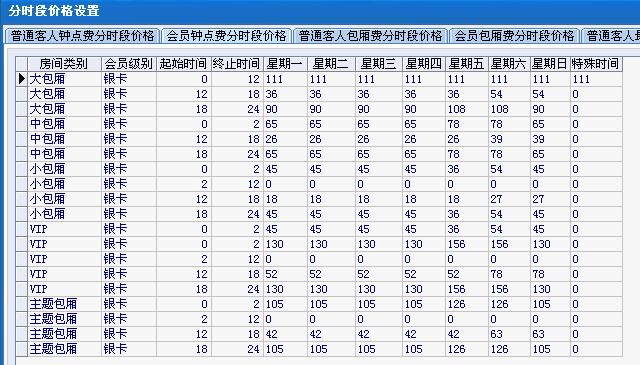 分时段价格设置
普通客人钟点费分时段价格 会员钟点费分时段价格 普通客人包厢费分时段价格 会员包厢费分时段价格 普通客人
房间类别 会员级别 起始时间 终止时间 星期一 星期二 星期三 星期四 星期五 星期六 星期日 特殊时间
大包厢 银卡 0 12 111 111 111 111 111 111 111 111
大包厢 银卡 12 18 36 36 36 36 36 54 54 0
大包厢 银卡 18 24 90 90 90 90 108 108 90 0
中包厢 银卡 0 2 65 65 65 65 78 78 65 0
中包厢 银卡 12 18 26 26 26 26 26 39 39 0
中包厢 银卡 18 24 65 65 65 65 78 78 65 0
小包厢 银卡 0 2 45 45 45 45 36 54 45 0
小包厢 银卡 2 12 0 0 0 0 0 0 0 0
小包厢 银卡 12 18 18 18 18 18 18 27 27 0
小包厢 银卡 18 24 45 45 45 45 36 54 45 0
VIP 银卡 0 2 45 45 45 45 36 54 45 0
VIP 银卡 0 2 130 130 130 130 156 156 130 0
VIP 银卡 2 12 0 0 0 0 0 0 0 0
VIP 银卡 12 18 52 52 52 52 52 78 78 0
VIP 银卡 18 24 130 130 130 130 156 156 130 0
主题包厢 银卡 0 2 105 105 105 105 126 126 105 0
主题包厢 银卡 2 12 0 0 0 0 0 0 0 0
主题包厢 银卡 12 18 42 42 42 42 42 63 63 0
主题包厢 银卡 18 24 105 105 105 105 126 126 105 0